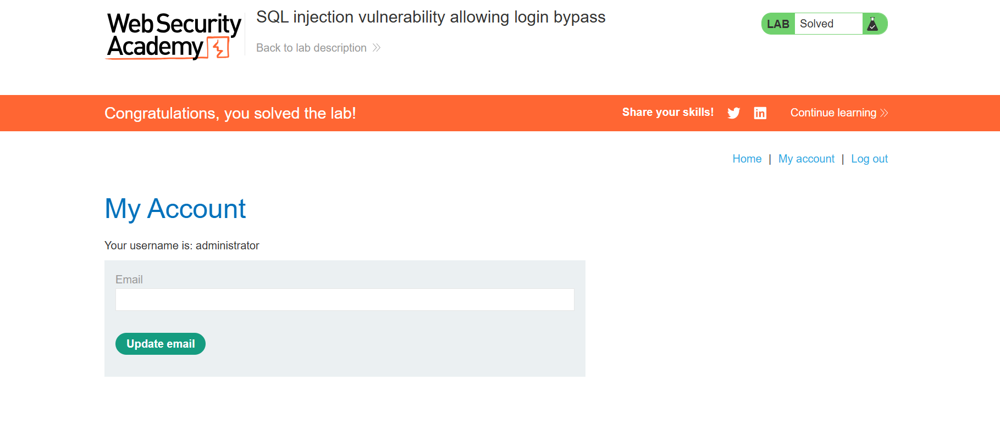 Web Security
Academy
SQL injection vulnerability allowing login bypass
Back to lab description
LAB Solved
Congratulations, you solved the lab!
Share your skills!
Continue learning
Home | My account | Log out
My Account
Your username is: administrator
Email
Update email